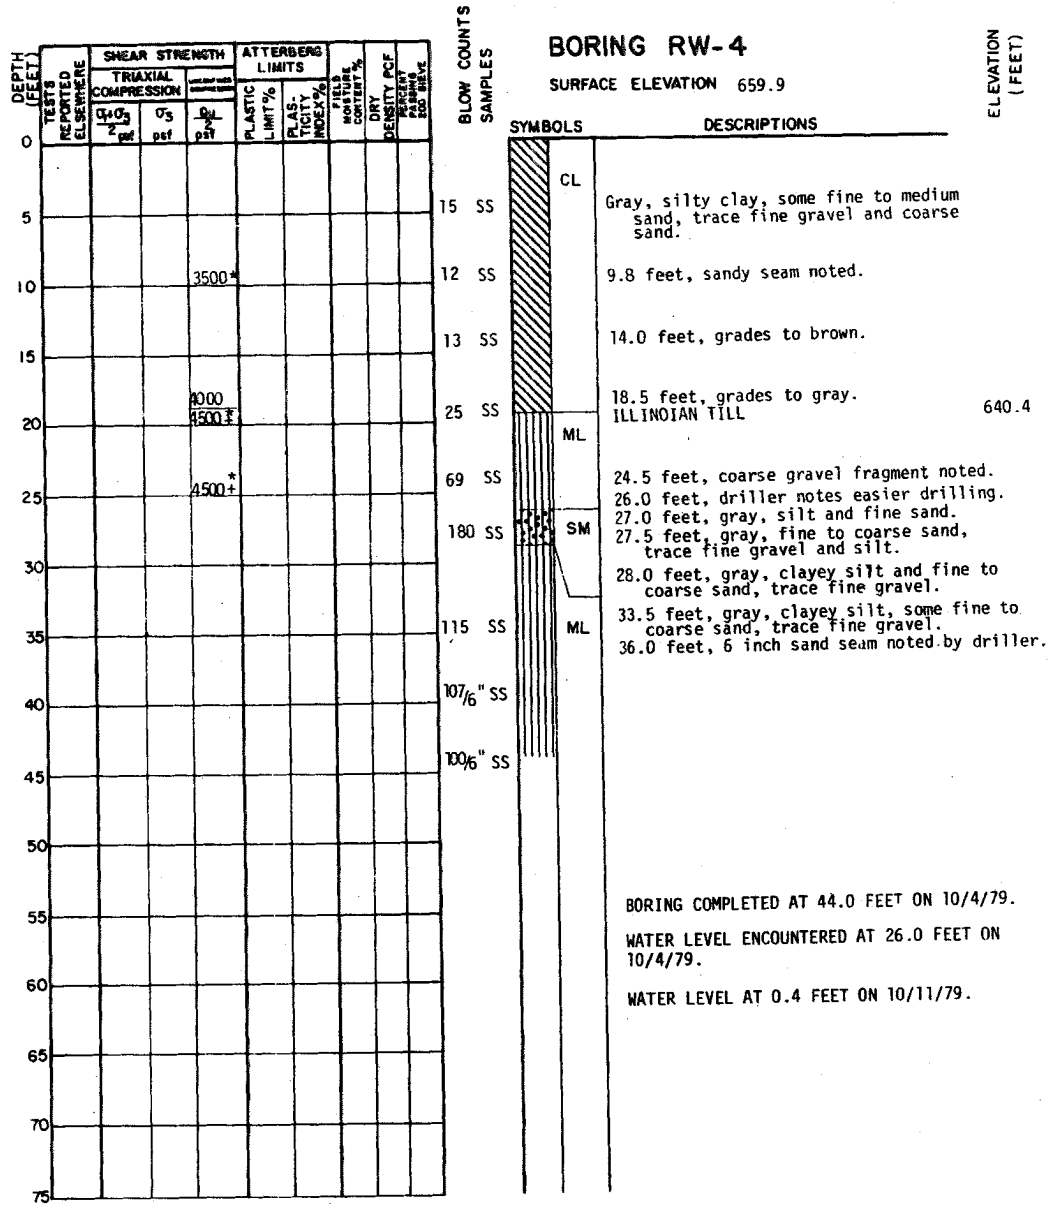 BORING RW-4
SURFACE ELEVATION 659.9
DEPTH (FEET)
TESTS REPORTED ELSEWHERE
SHEAR STRENGTH
TRIAXIAL COMPRESSION
psf
σ3 psf
psf
ATTERBERG LIMITS
PLASTIC LIMIT%
PLAS-TICITY INDEX%
FIELD MOISTURE CONTENT %
DRY DENSITY PCF
PERCENT PASSING 200 SIEVE
BLOW COUNTS
SAMPLES
SYMBOLS
DESCRIPTIONS
ELEVATION (FEET)
0
CL
15 SS
Gray, silty clay, some fine to medium
sand, trace fine gravel and coarse
sand.
5
3500*
12 SS
9.8 feet, sandy seam noted.
10
13 SS
14.0 feet, grades to brown.
15
4000
18.5 feet, grades to gray.
4500+*
25 SS
ILLINOIAN TILL
640.4
20
ML
69 SS
24.5 feet, coarse gravel fragment noted.
4500+*
25
26.0 feet, driller notes easier drilling.
27.0 feet, gray, silt and fine sand.
180 SS
SM
27.5 feet, gray, fine to coarse sand,
trace fine gravel and silt.
30
28.0 feet, gray, clayey silt and fine to
coarse sand, trace fine gravel.
33.5 feet, gray, clayey silt, some fine to
coarse sand, trace fine gravel.
115 SS
ML
35
36.0 feet, 6 inch sand seam noted by driller.
107/6" SS
40
100/6" SS
45
50
BORING COMPLETED AT 44.0 FEET ON 10/4/79.
55
WATER LEVEL ENCOUNTERED AT 26.0 FEET ON
10/4/79.
60
WATER LEVEL AT 0.4 FEET ON 10/11/79.
65
70
75